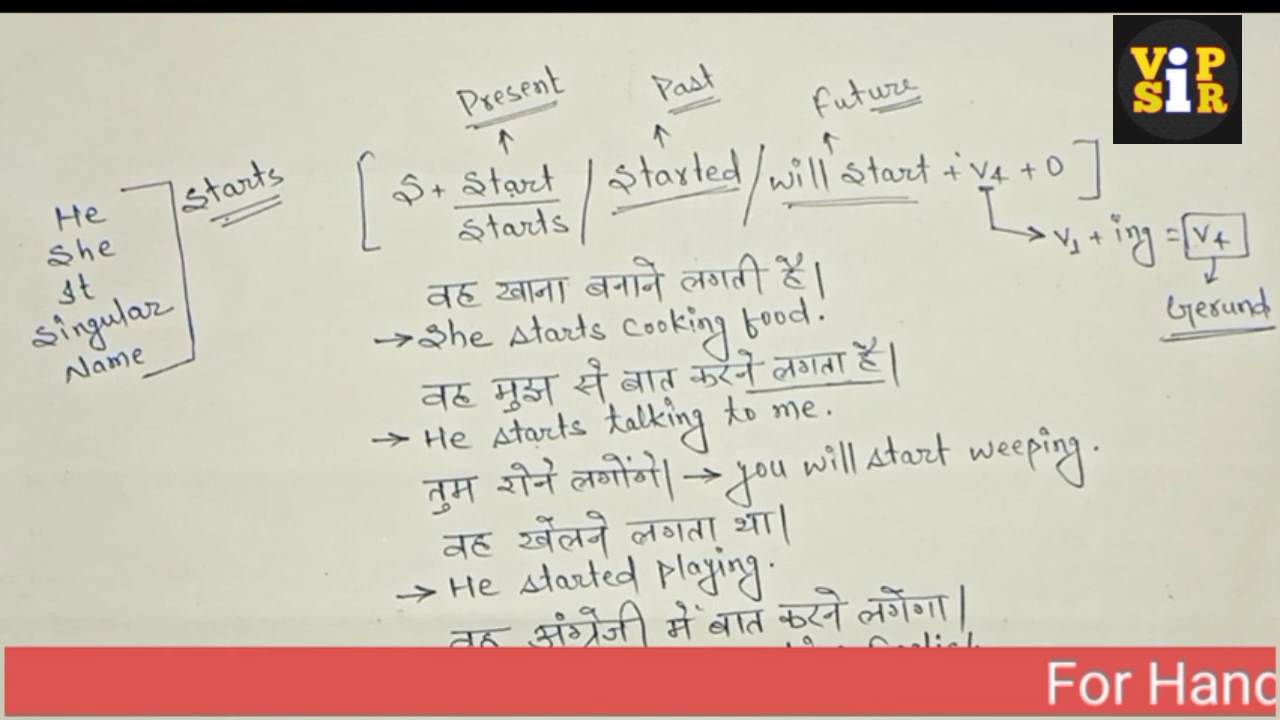 ViP
SiR
Present Past Future
↑ ↑ ↑
[ S + Start / Started / will start + V4 + O ]
Starts
V1 + ing = V4
↓
Gerund
Starts
He
She
It
Singular
Name
वह खाना बनाने लगती है।
→ She starts cooking food.
वह मुझ से बात करने लगता है।
→ He starts talking to me.
तुम रोने लगोंगे। → you will start weeping.
वह खेलने लगता था।
→ He started playing.
वह अंग्रेजी में बात करने लगेगा।
For Hand